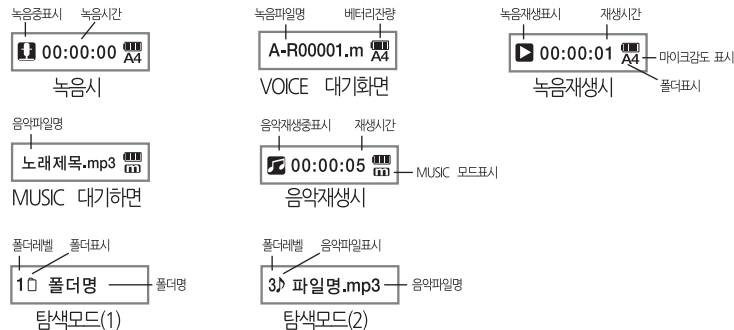 녹음중표시 녹음시간
00:00:00 A4
녹음시
녹음파일명 베터리잔량
A-R00001.m A4
VOICE 대기화면
녹음재생표시 재생시간
00:00:01 A4
마이크감도 표시
폴더표시
녹음재생시
음악파일명
노래제목.mp3 m
MUSIC 대기하면
음악재생중표시 재생시간
00:00:05 m
MUSIC 모드표시
음악재생시
폴더레벨 폴더표시
1 폴더명
폴더명
탐색모드(1)
폴더레벨 음악파일표시
3♪ 파일명.mp3
음악파일명
탐색모드(2)